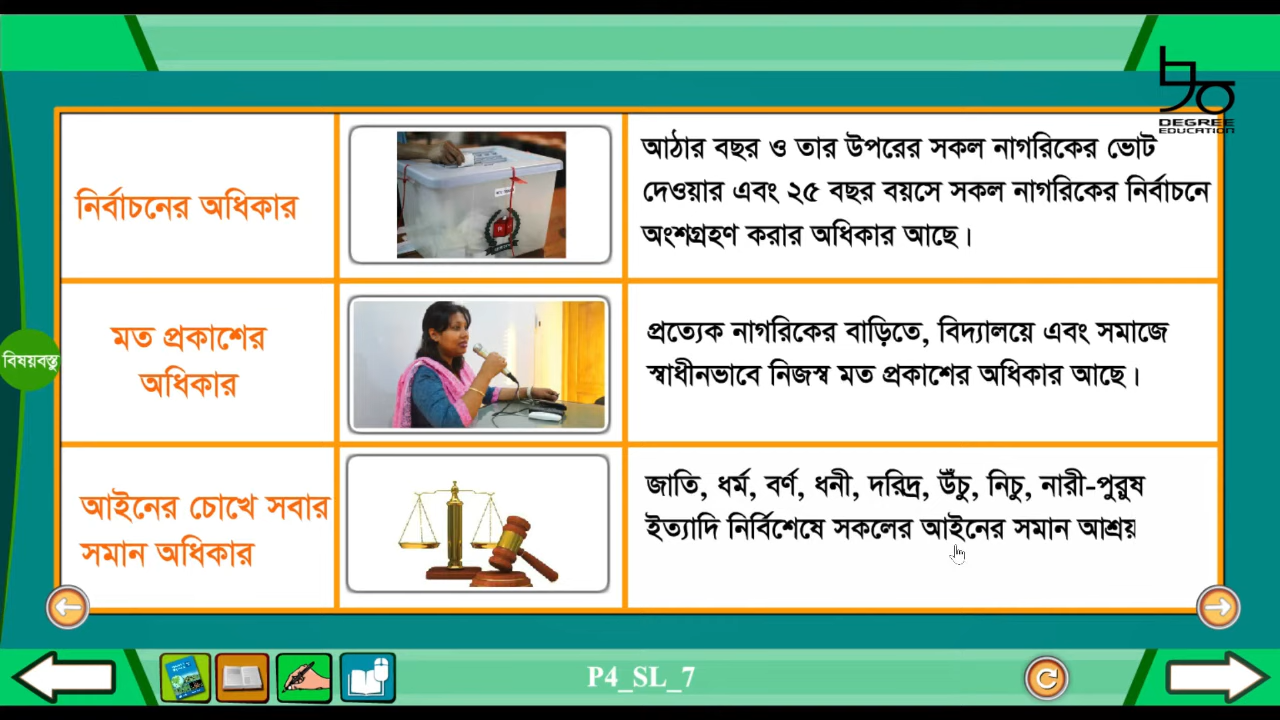 DEGREE
EDUCATION
নির্বাচনের অধিকার
আঠার বছর ও তার উপরের সকল নাগরিকের ভোট
দেওয়ার এবং ২৫ বছর বয়সে সকল নাগরিকের নির্বাচনে
অংশগ্রহণ করার অধিকার আছে।
মত প্রকাশের
অধিকার
প্রত্যেক নাগরিকের বাড়িতে, বিদ্যালয়ে এবং সমাজে
স্বাধীনভাবে নিজস্ব মত প্রকাশের অধিকার আছে।
বিষয়বস্তু
আইনের চোখে সবার
সমান অধিকার
জাতি, ধর্ম, বর্ণ, ধনী, দরিদ্র, উঁচু, নিচু, নারী-পুরুষ
ইত্যাদি নির্বিশেষে সকলের আইনের সমান আশ্রয়
P4_SL_7